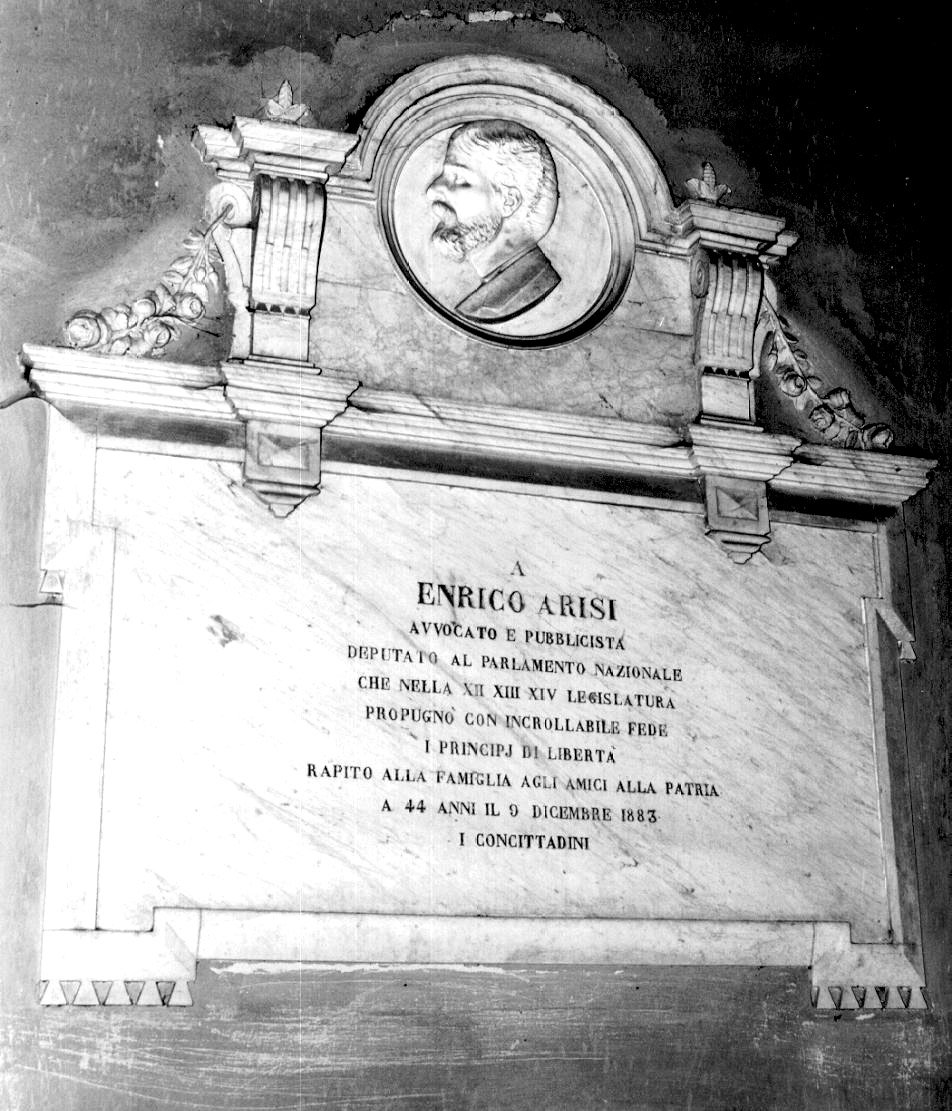 A
ENRICO ARISI
AVVOCATO E PUBBLICISTA
DEPUTATO AL PARLAMENTO NAZIONALE
CHE NELLA XII XIII XIV LEGISLATURA
PROPUGNÒ CON INCROLLABILE FEDE
I PRINCIPJ DI LIBERTÀ
RAPITO ALLA FAMIGLIA AGLI AMICI ALLA PATRIA
A 44 ANNI IL 9 DICEMBRE 1883
I CONCITTADINI